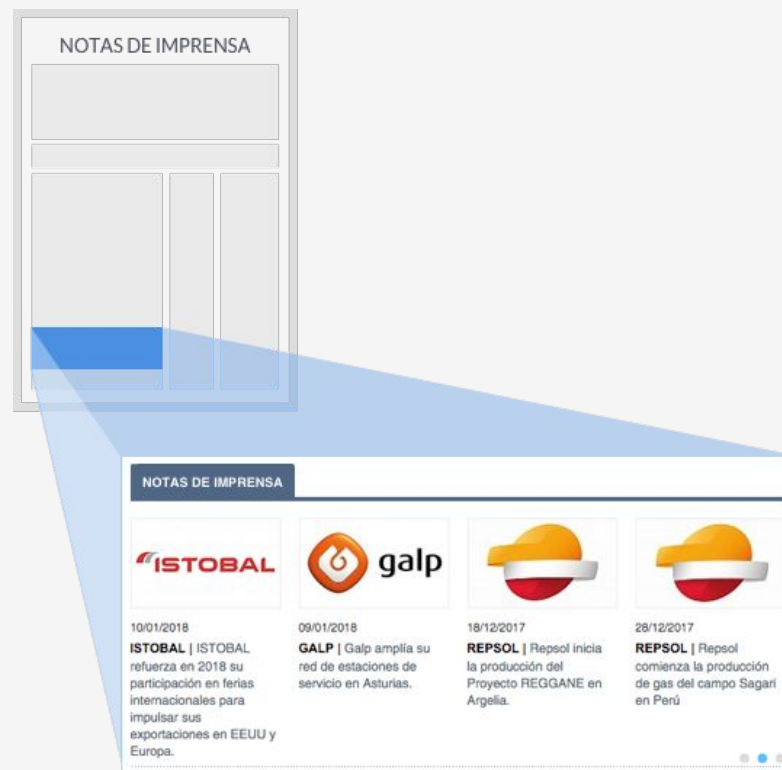 NOTAS DE IMPRENSA
NOTAS DE IMPRENSA
ISTOBAL
galp
10/01/2018
ISTOBAL | ISTOBAL
refuerza en 2018 su
participación en ferias
internacionales para
impulsar sus
exportaciones en EEUU y
Europa.
09/01/2018
GALP | Galp amplía su
red de estaciones de
servicio en Asturias.
18/12/2017
REPSOL | Repsol inicia
la producción del
Proyecto REGGANE en
Argelia.
28/12/2017
REPSOL | Repsol
comienza la producción
de gas del campo Sagari
en Perú